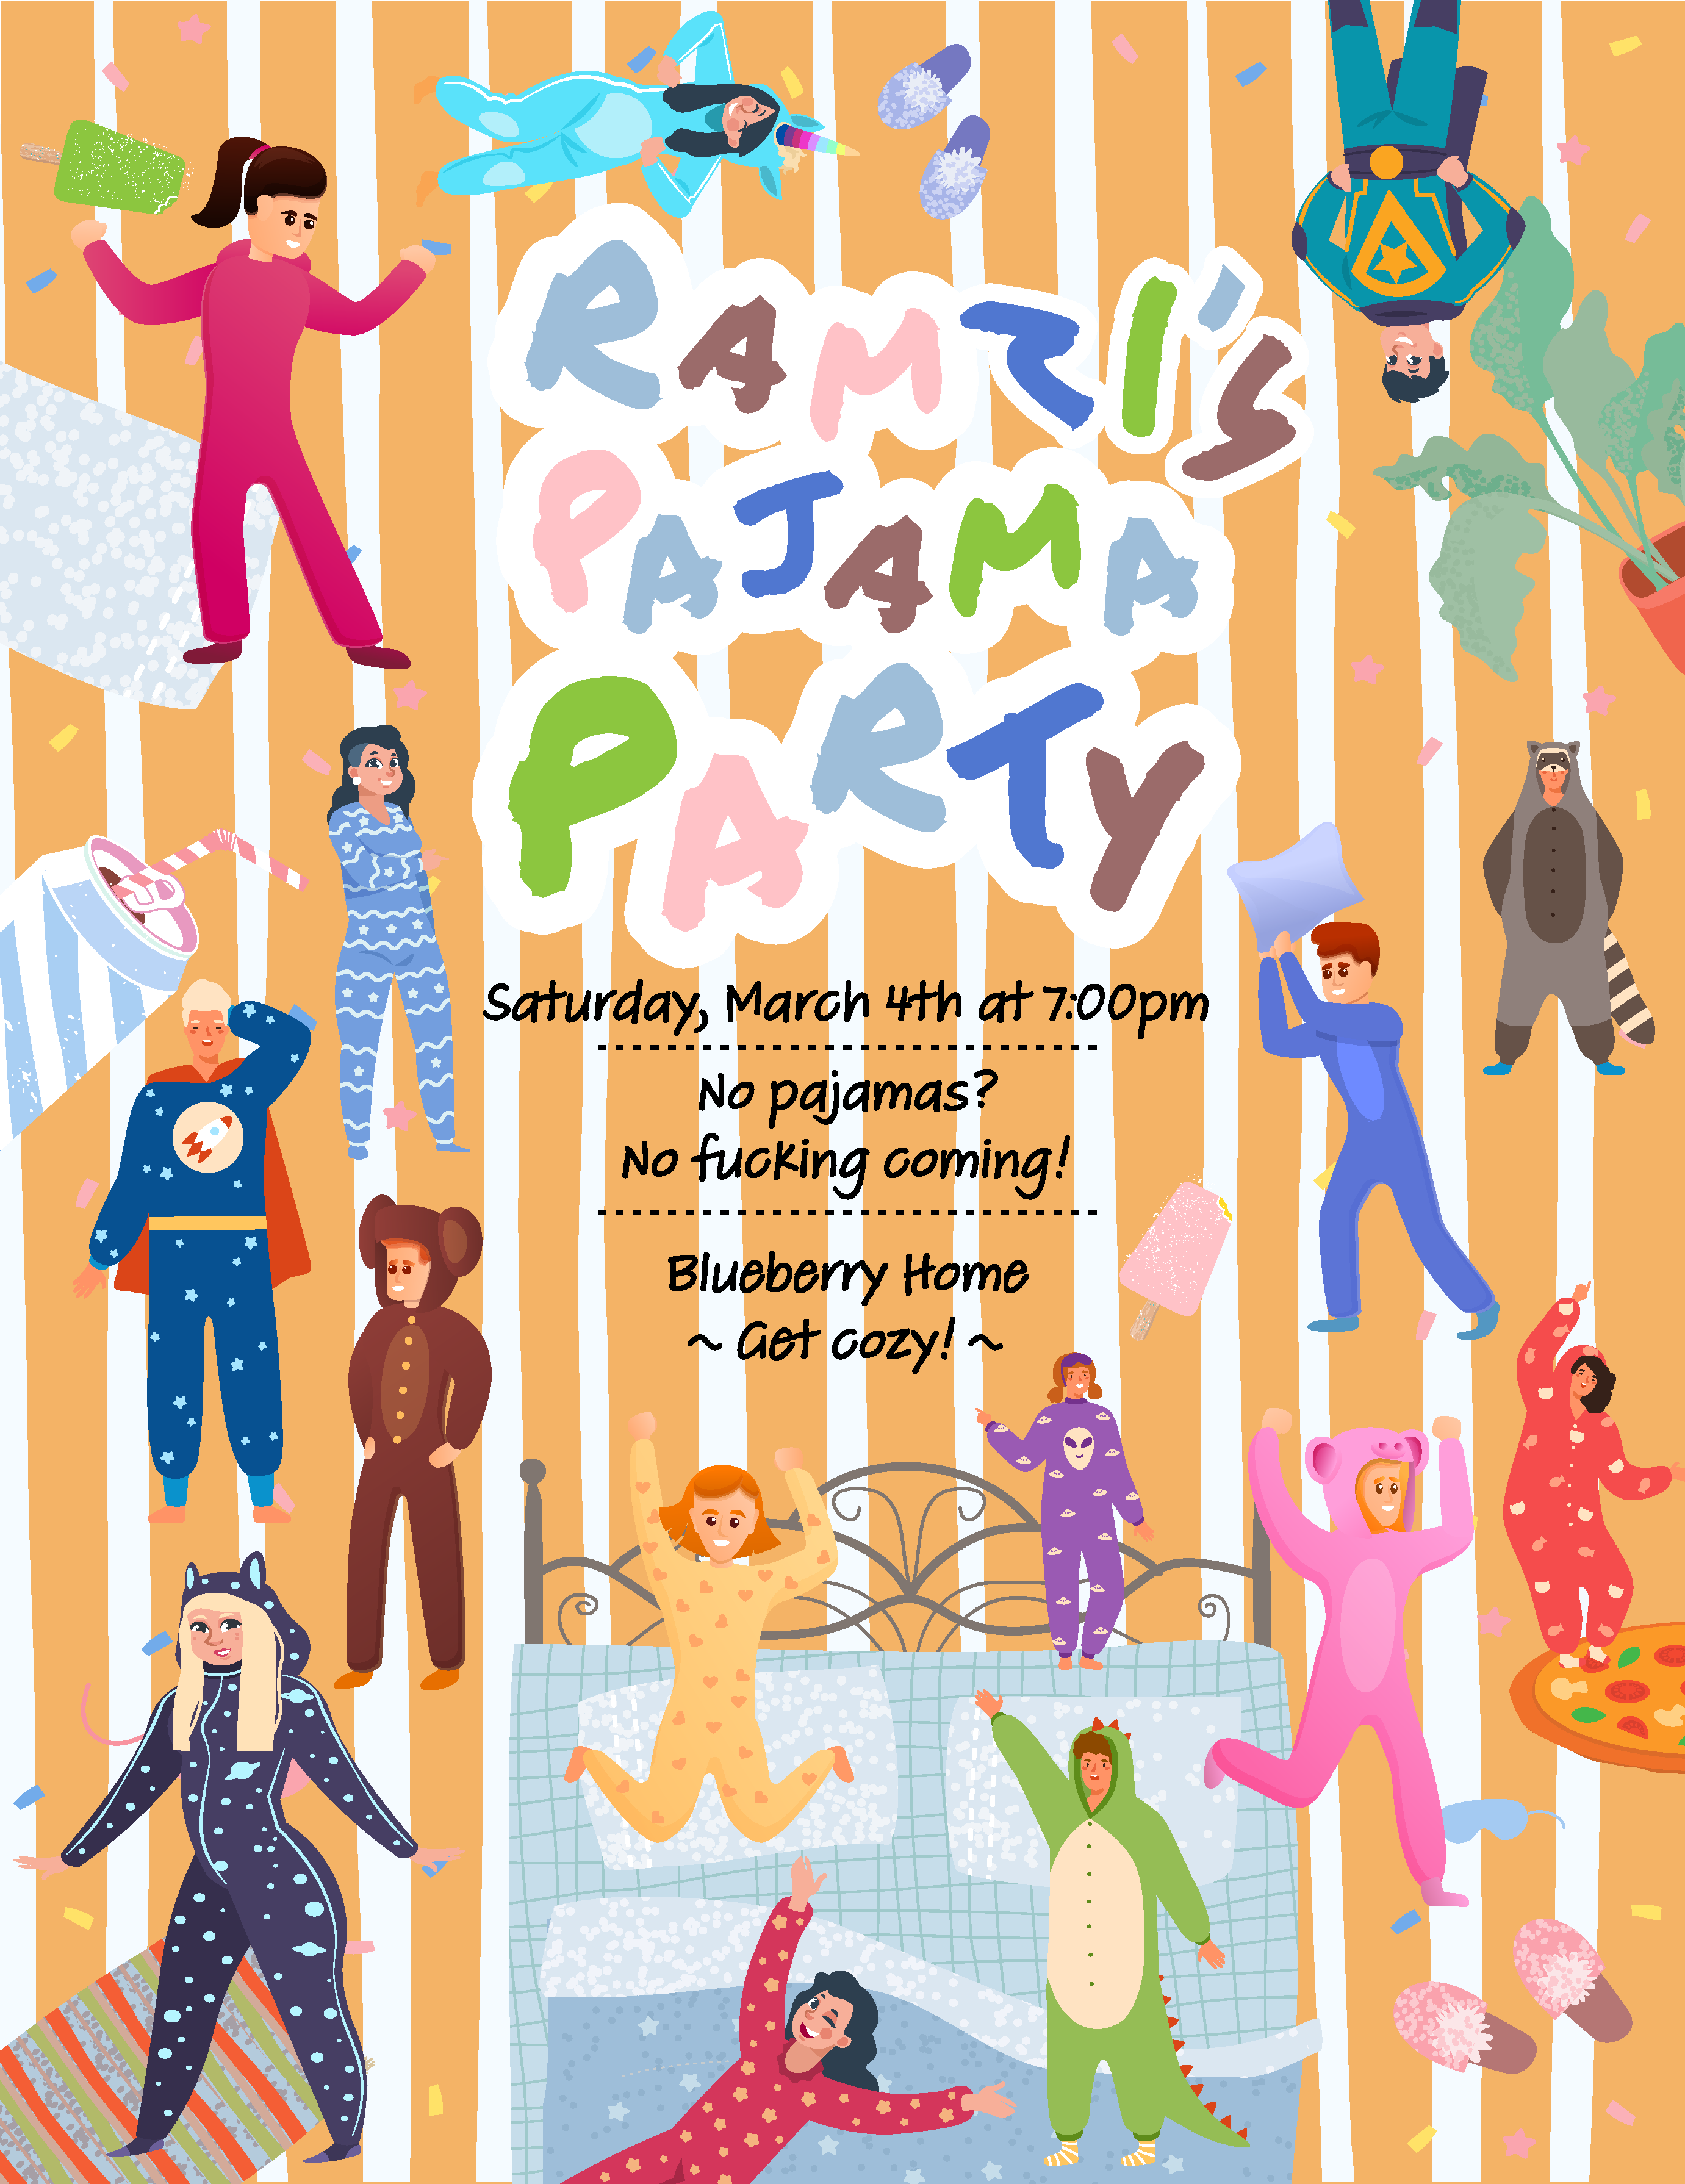 RAMZI's
PAJAMA
PARTY
Saturday, March 4th at 7:00pm
No pajamas?
No fucking coming!
Blueberry Home
~ Get cozy! ~